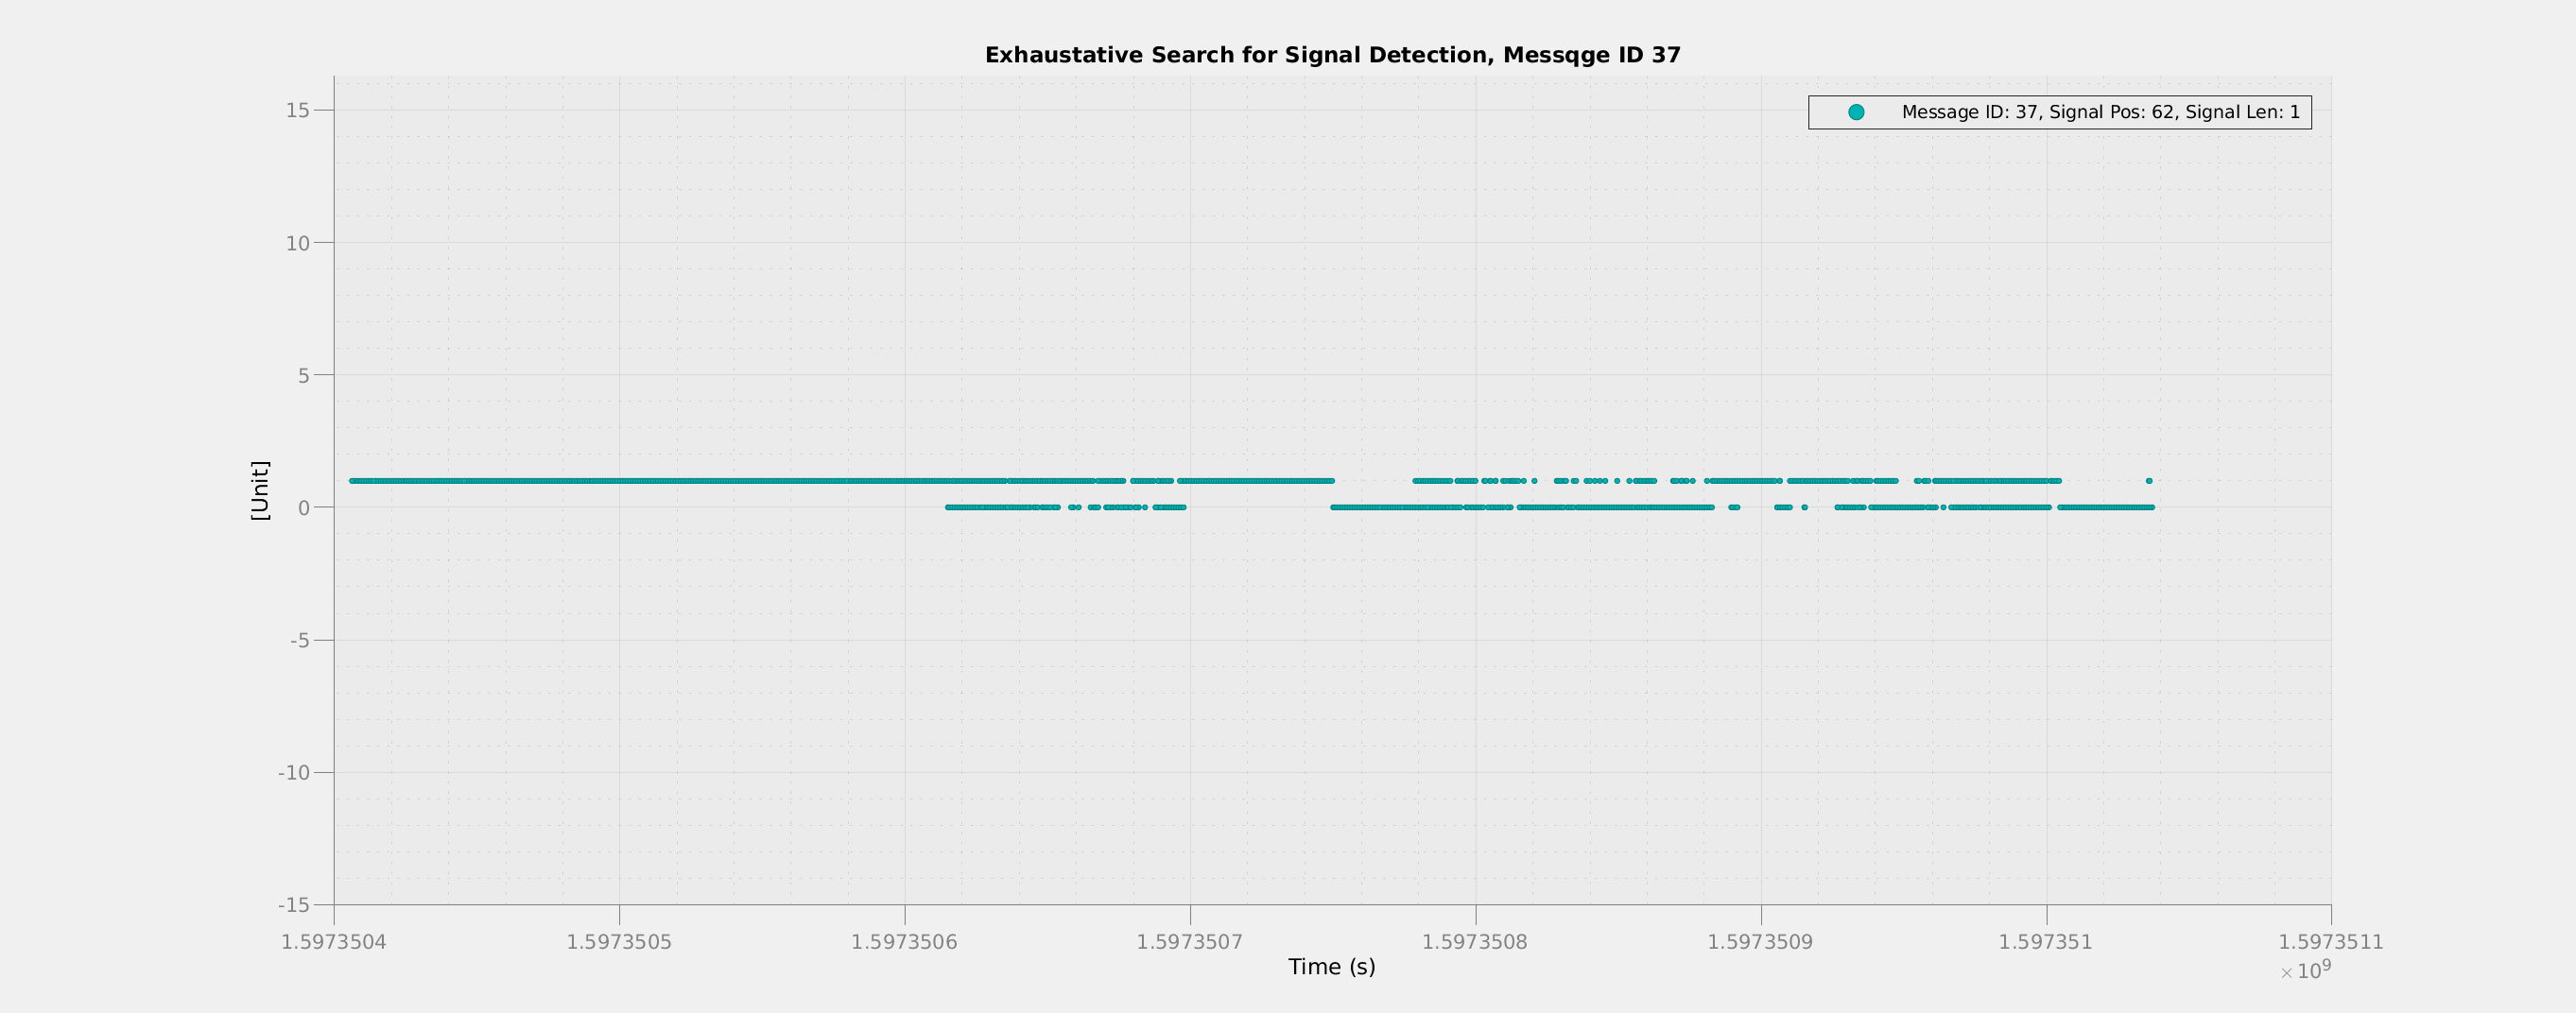 Exhaustative Search for Signal Detection, Messqge ID 37
Message ID: 37, Signal Pos: 62, Signal Len: 1
15
10
5
0
-5
-10
-15
[Unit]
1.5973504 1.5973505 1.5973506 1.5973507 1.5973508 1.5973509 1.597351 1.5973511
Time (s)
× 10⁹